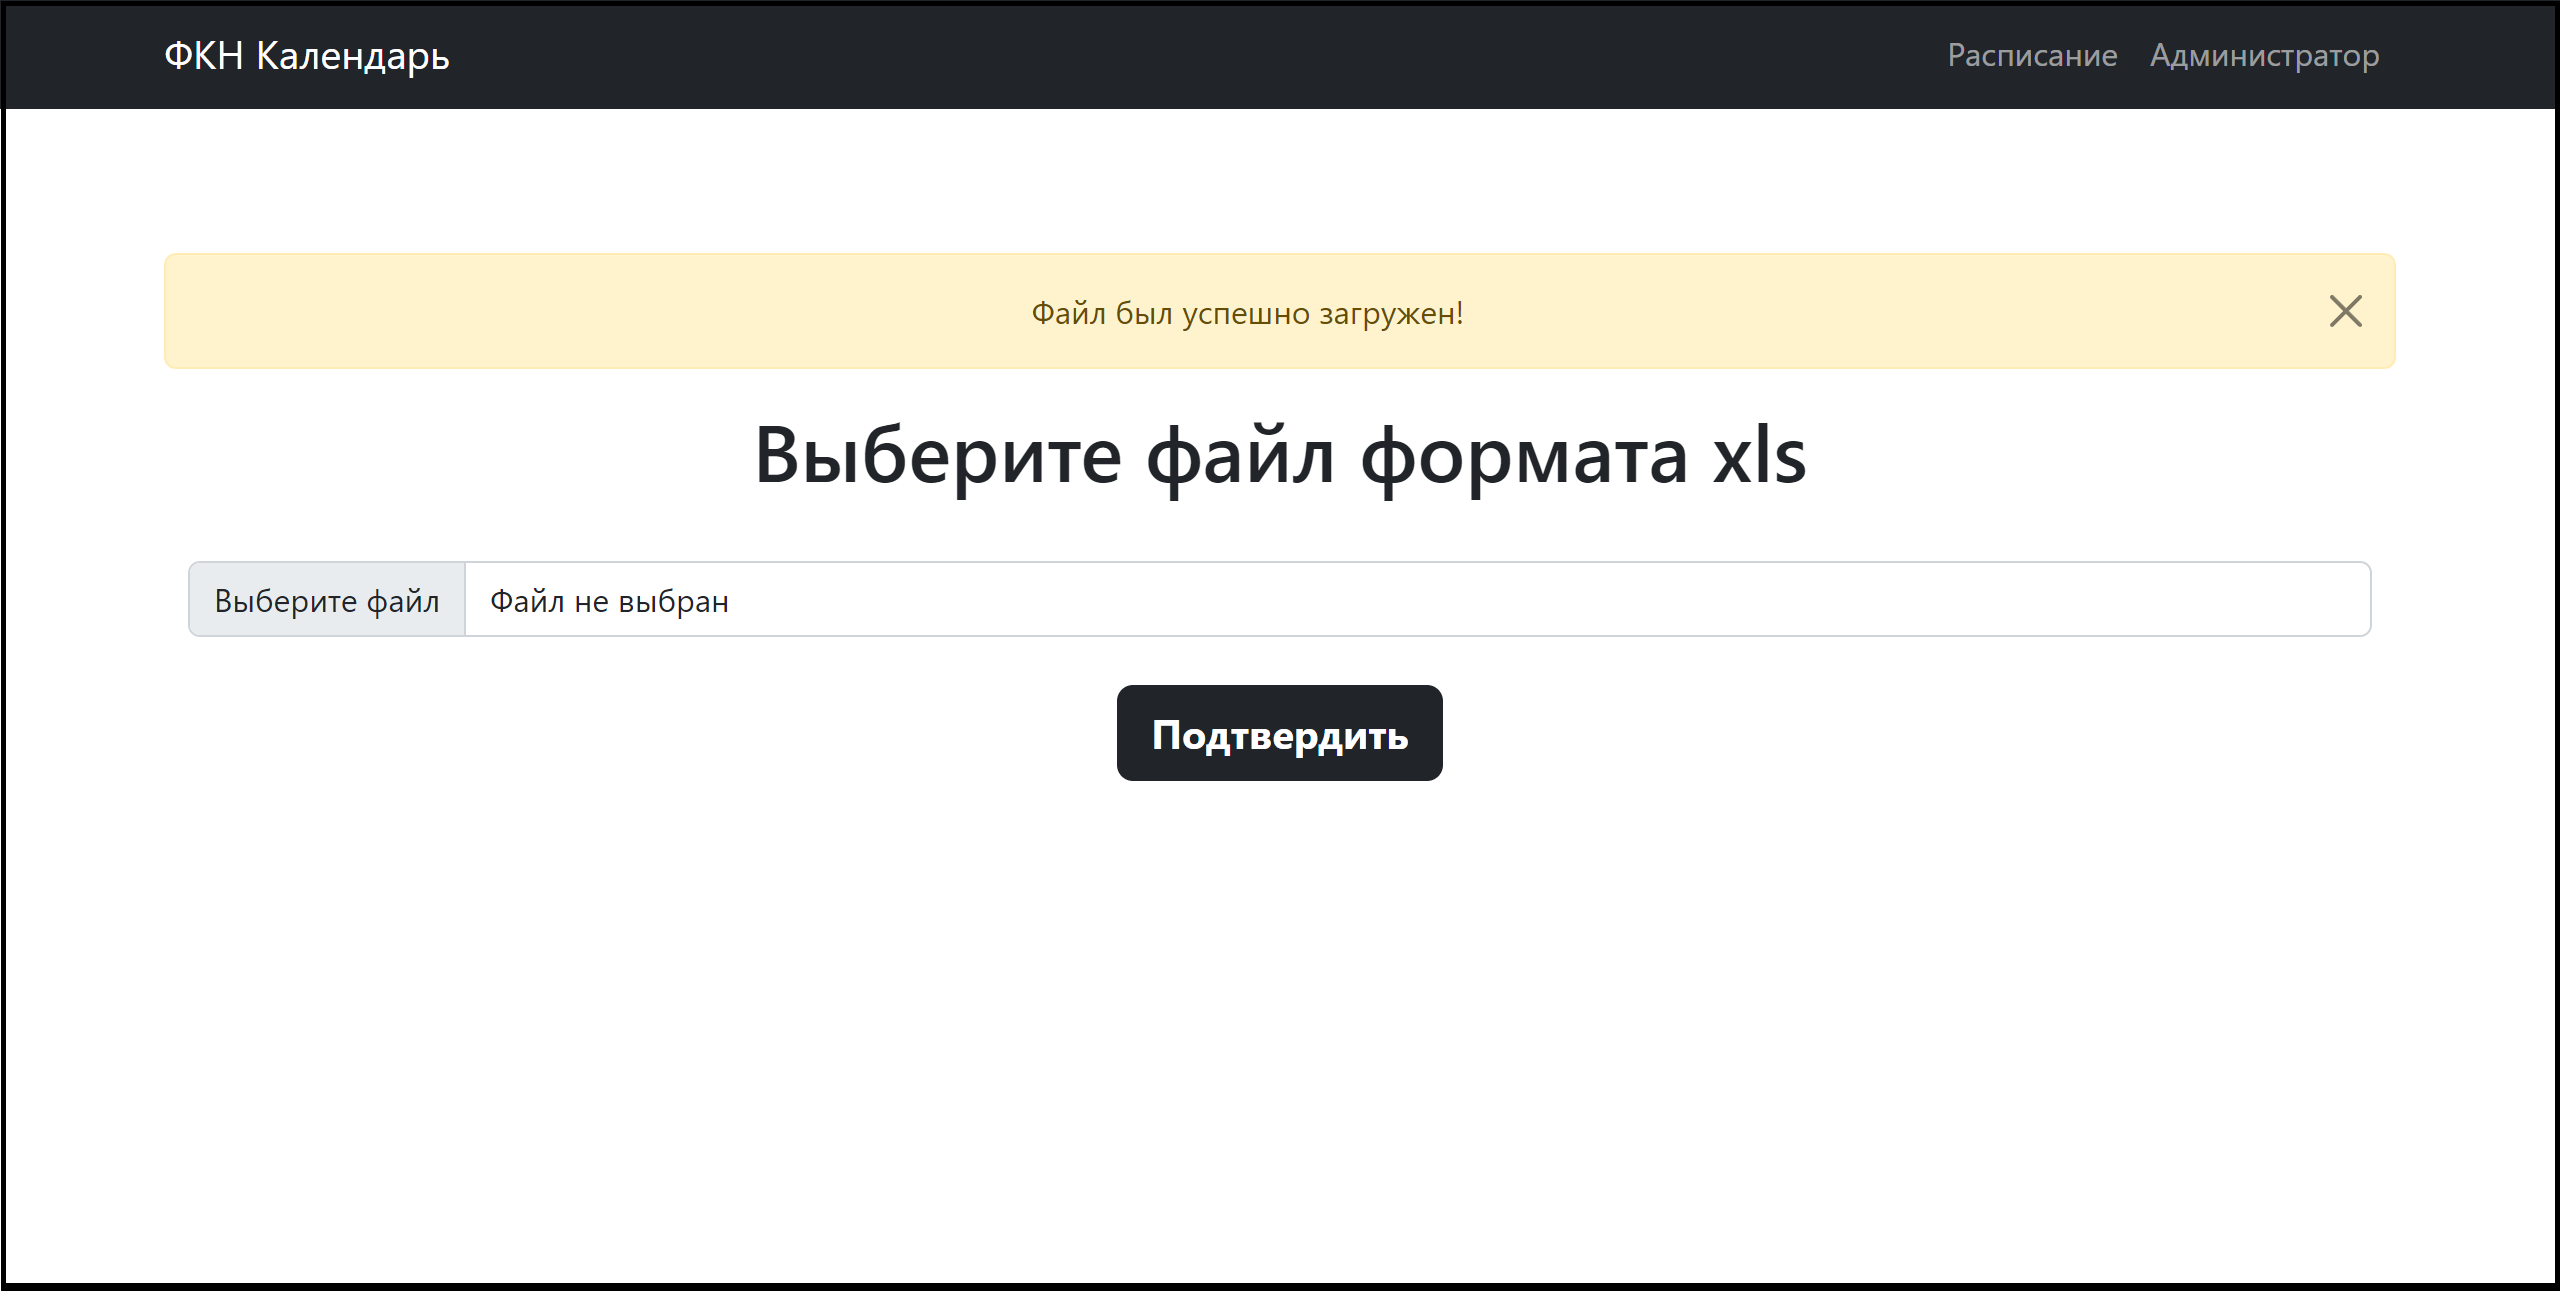 ФКН Календарь Расписание Администратор
Файл был успешно загружен!
Выберите файл формата xls
Выберите файл Файл не выбран
Подтвердить